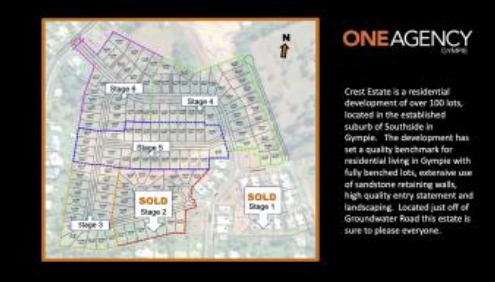 N
Stage 6
Stage 4
Stage 5
SOLD
Stage 2
SOLD
Stage 1
Stage 3
ONEAGENCY
GYMPIE
Crest Estate is a residential
development of over 100 lots,
located in the established
suburb of Southside in
Gympie. The development has
set a quality benchmark for
residential living in Gympie with
fully benched lots, extensive use
of sandstone retaining walls,
high quality entry statement and
landscaping. Located just off of
Groundwater Road this estate is
sure to please everyone.